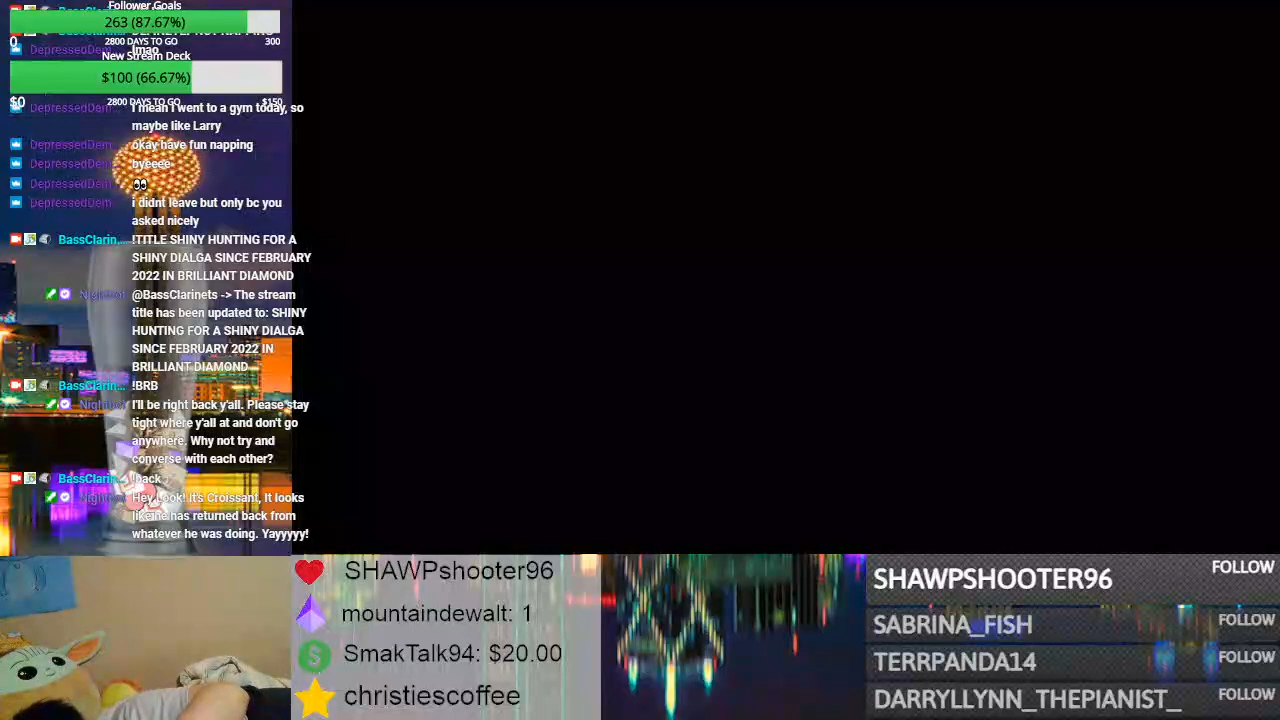 Follower Goals
263 (87.67%)
0 2800 DAYS TO GO 300
DepressedDem... lmao
New Stream Deck
$100 (66.67%)
$0 2800 DAYS TO GO $150
DepressedDem... I mean I went to a gym today, so
maybe like Larry
DepressedDem... okay have fun napping
DepressedDem... byeeee
DepressedDem... 👀
DepressedDem... i didnt leave but only bc you
asked nicely
BassClarin... !TITLE SHINY HUNTING FOR A
SHINY DIALGA SINCE FEBRUARY
2022 IN BRILLIANT DIAMOND
Nightbot @BassClarinets -> The stream
title has been updated to: SHINY
HUNTING FOR A SHINY DIALGA
SINCE FEBRUARY 2022 IN
BRILLIANT DIAMOND
BassClarin... !BRB
Nightbot I'll be right back y'all. Please stay
tight where y'all at and don't go
anywhere. Why not try and
converse with each other?
BassClarin... !back
Nightbot Hey Look! It's Croissant, It looks
like he has returned back from
whatever he was doing. Yayyyyy!
SHAWPshooter96
mountaindewalt: 1
SmakTalk94: $20.00
christiescoffee
SHAWPSHOOTER96 FOLLOW
SABRINA_FISH FOLLOW
TERRPANDA14 FOLLOW
DARRYLLYNN_THEPIANIST_ FOLLOW